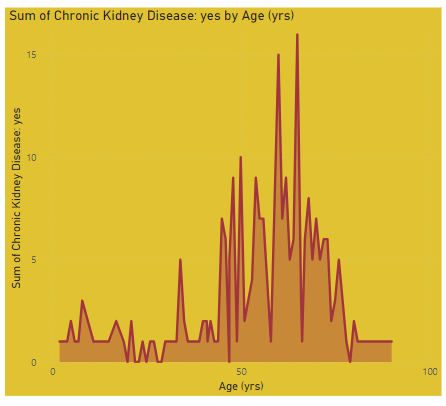 Sum of Chronic Kidney Disease: yes by Age (yrs)
Sum of Chronic Kidney Disease: yes
15
10
5
0
0
50
100
Age (yrs)